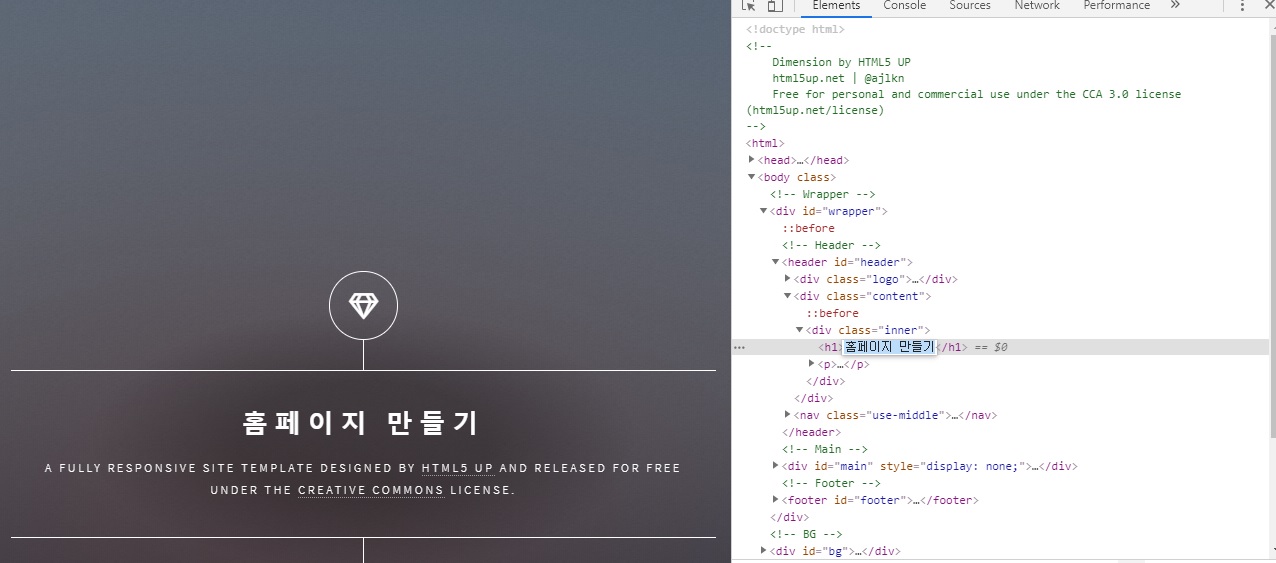 홈페이지 만들기
A FULLY RESPONSIVE SITE TEMPLATE DESIGNED BY HTML5 UP AND RELEASED FOR FREE
UNDER THE CREATIVE COMMONS LICENSE.
Elements Console Sources Network Performance »
<!doctype html>
<!--
Dimension by HTML5 UP
html5up.net | @ajlkn
Free for personal and commercial use under the CCA 3.0 license
(html5up.net/license)
-->
<html>
<head>…</head>
<body class>
<!-- Wrapper -->
<div id="wrapper">
::before
<!-- Header -->
<header id="header">
<div class="logo">…</div>
<div class="content">
::before
<div class="inner">
… <h1>홈페이지 만들기</h1> == $0
<p>…</p>
</div>
</div>
<nav class="use-middle">…</nav>
</header>
<!-- Main -->
<div id="main" style="display: none;">…</div>
<!-- Footer -->
<footer id="footer">…</footer>
</div>
<!-- BG -->
<div id="bg">…</div>